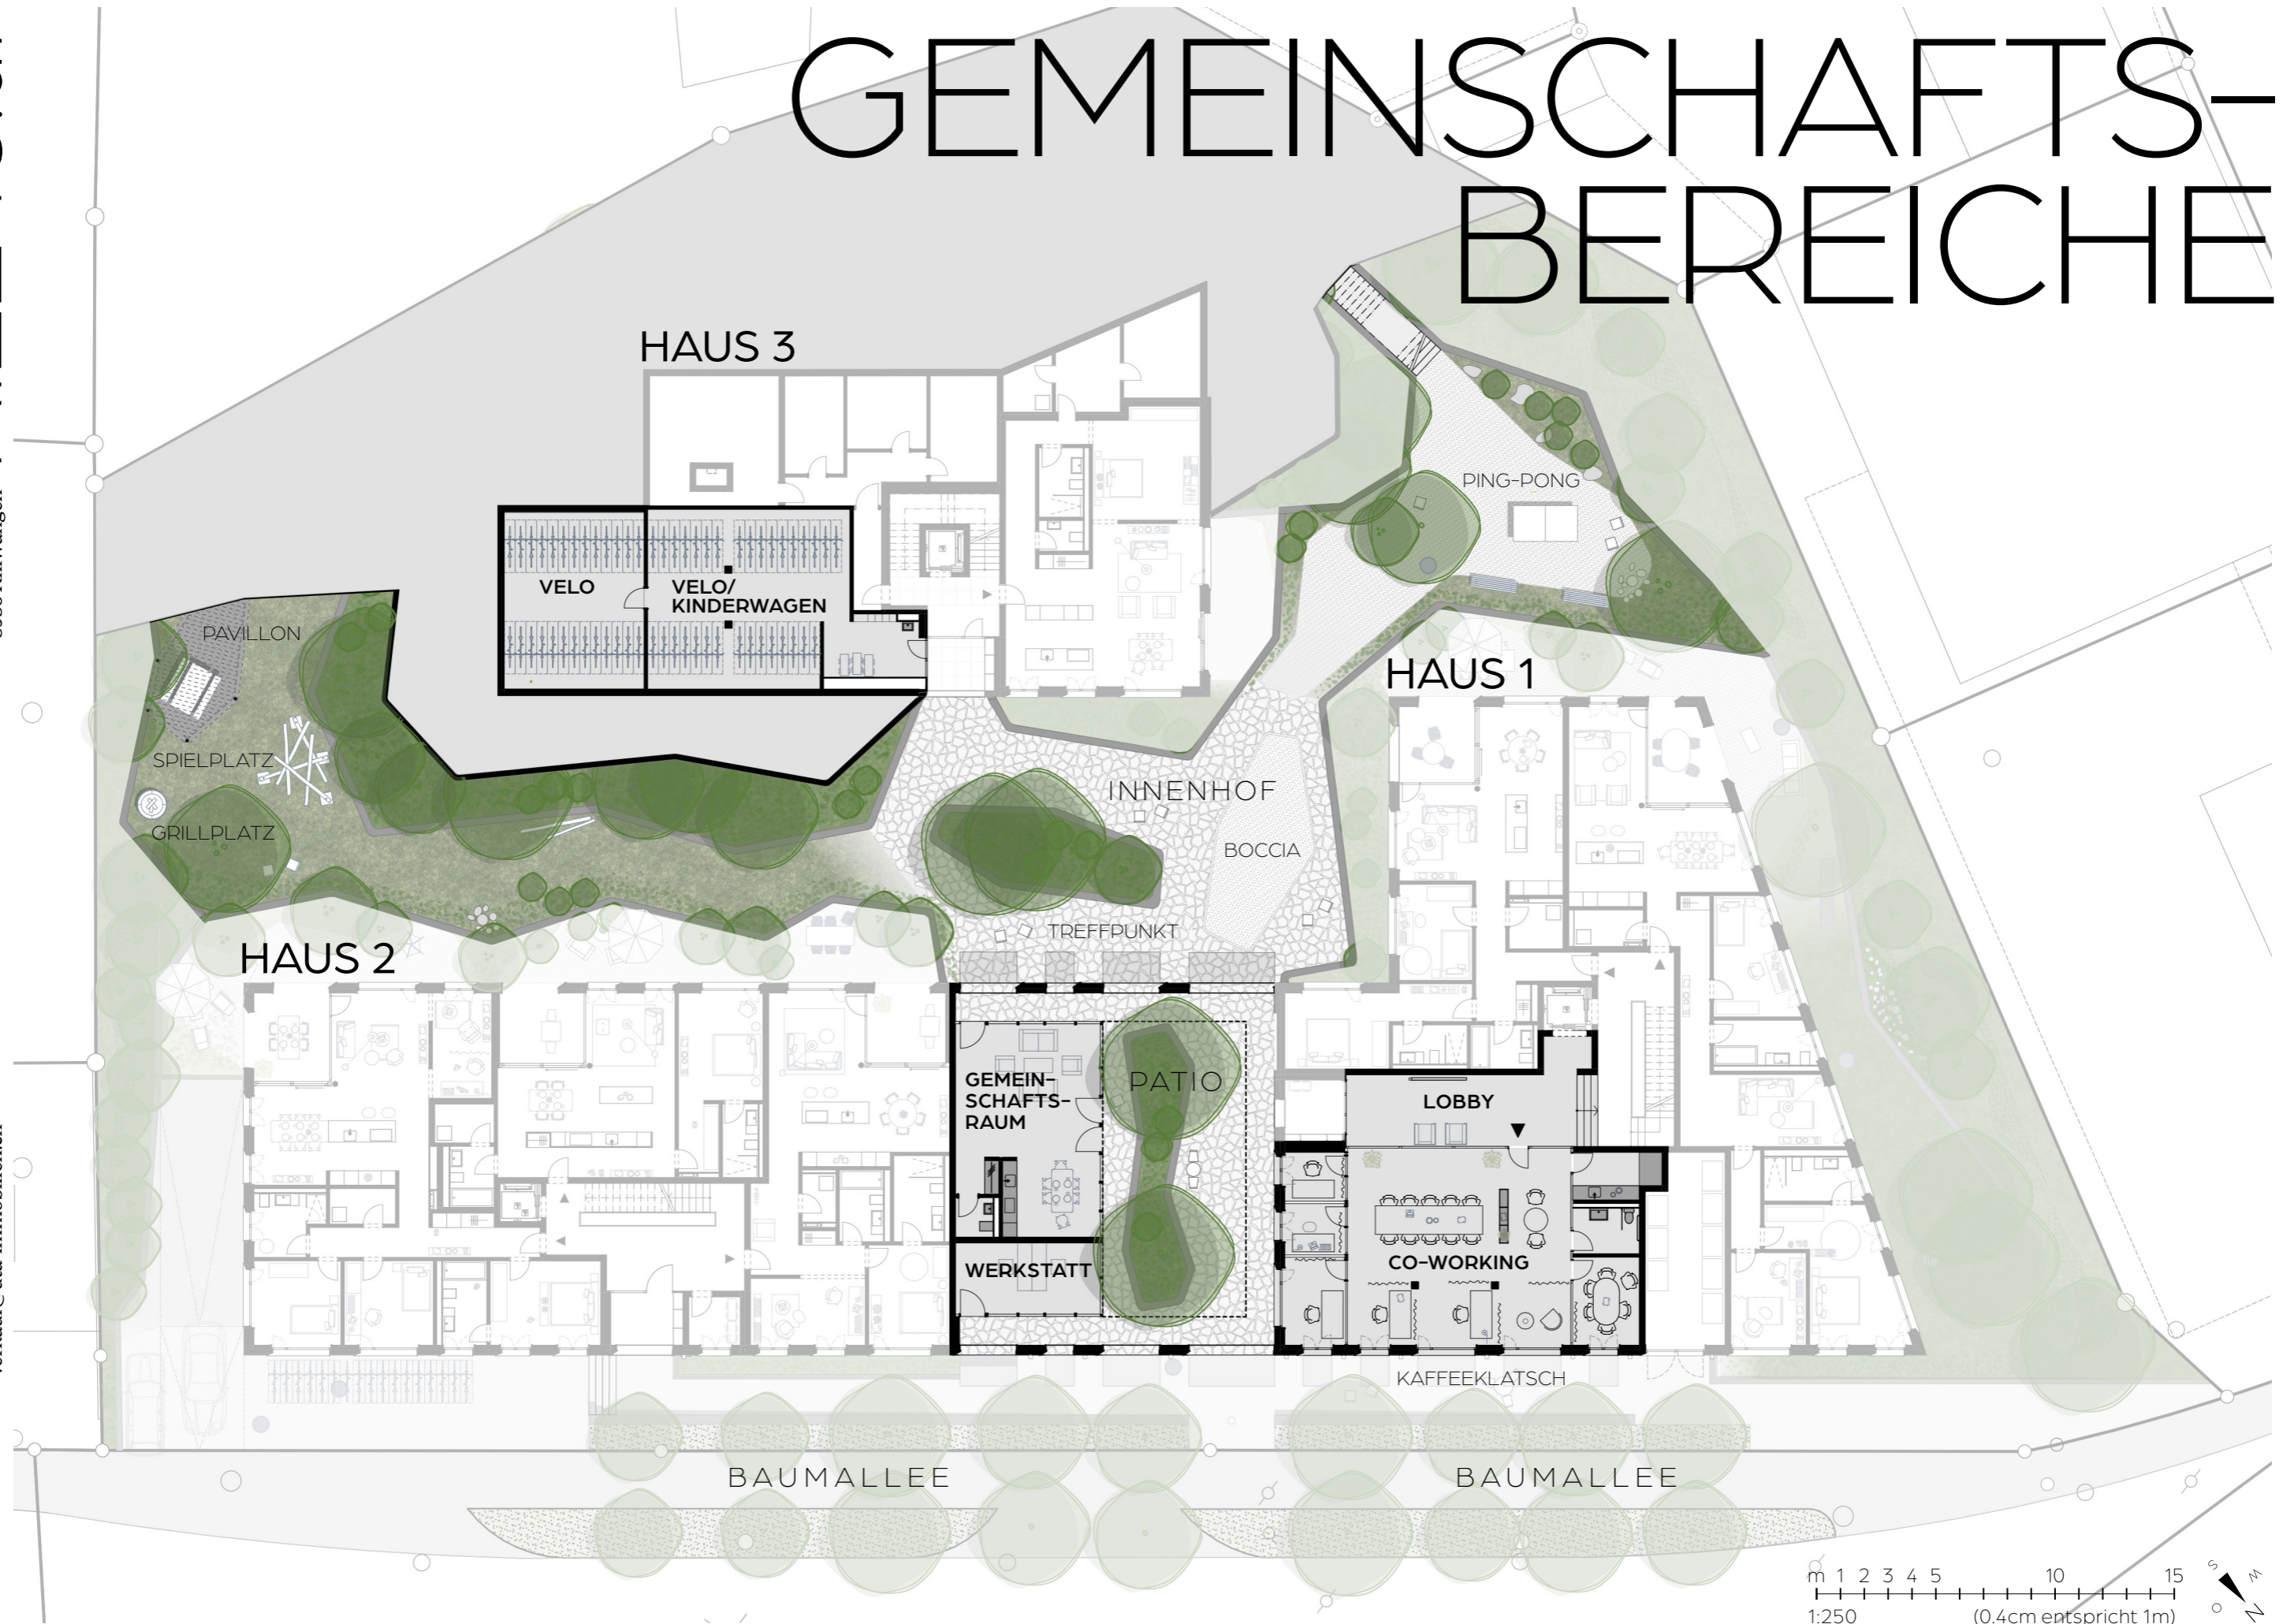 GEMEINSCHAFTS-
BEREICHE
HAUS 3
PING-PONG
VELO
VELO/
KINDERWAGEN
PAVILLON
HAUS 1
SPIELPLATZ
INNENHOF
GRILLPLATZ
BOCCIA
TREFFPUNKT
HAUS 2
GEMEIN-
SCHAFTS-
RAUM
PATIO
LOBBY
WERKSTATT
CO-WORKING
KAFFEEKLATSCH
BAUMALLEE
BAUMALLEE
m 1 2 3 4 5 10 15
1:250 (0.4cm entspricht 1m)
S W
O N